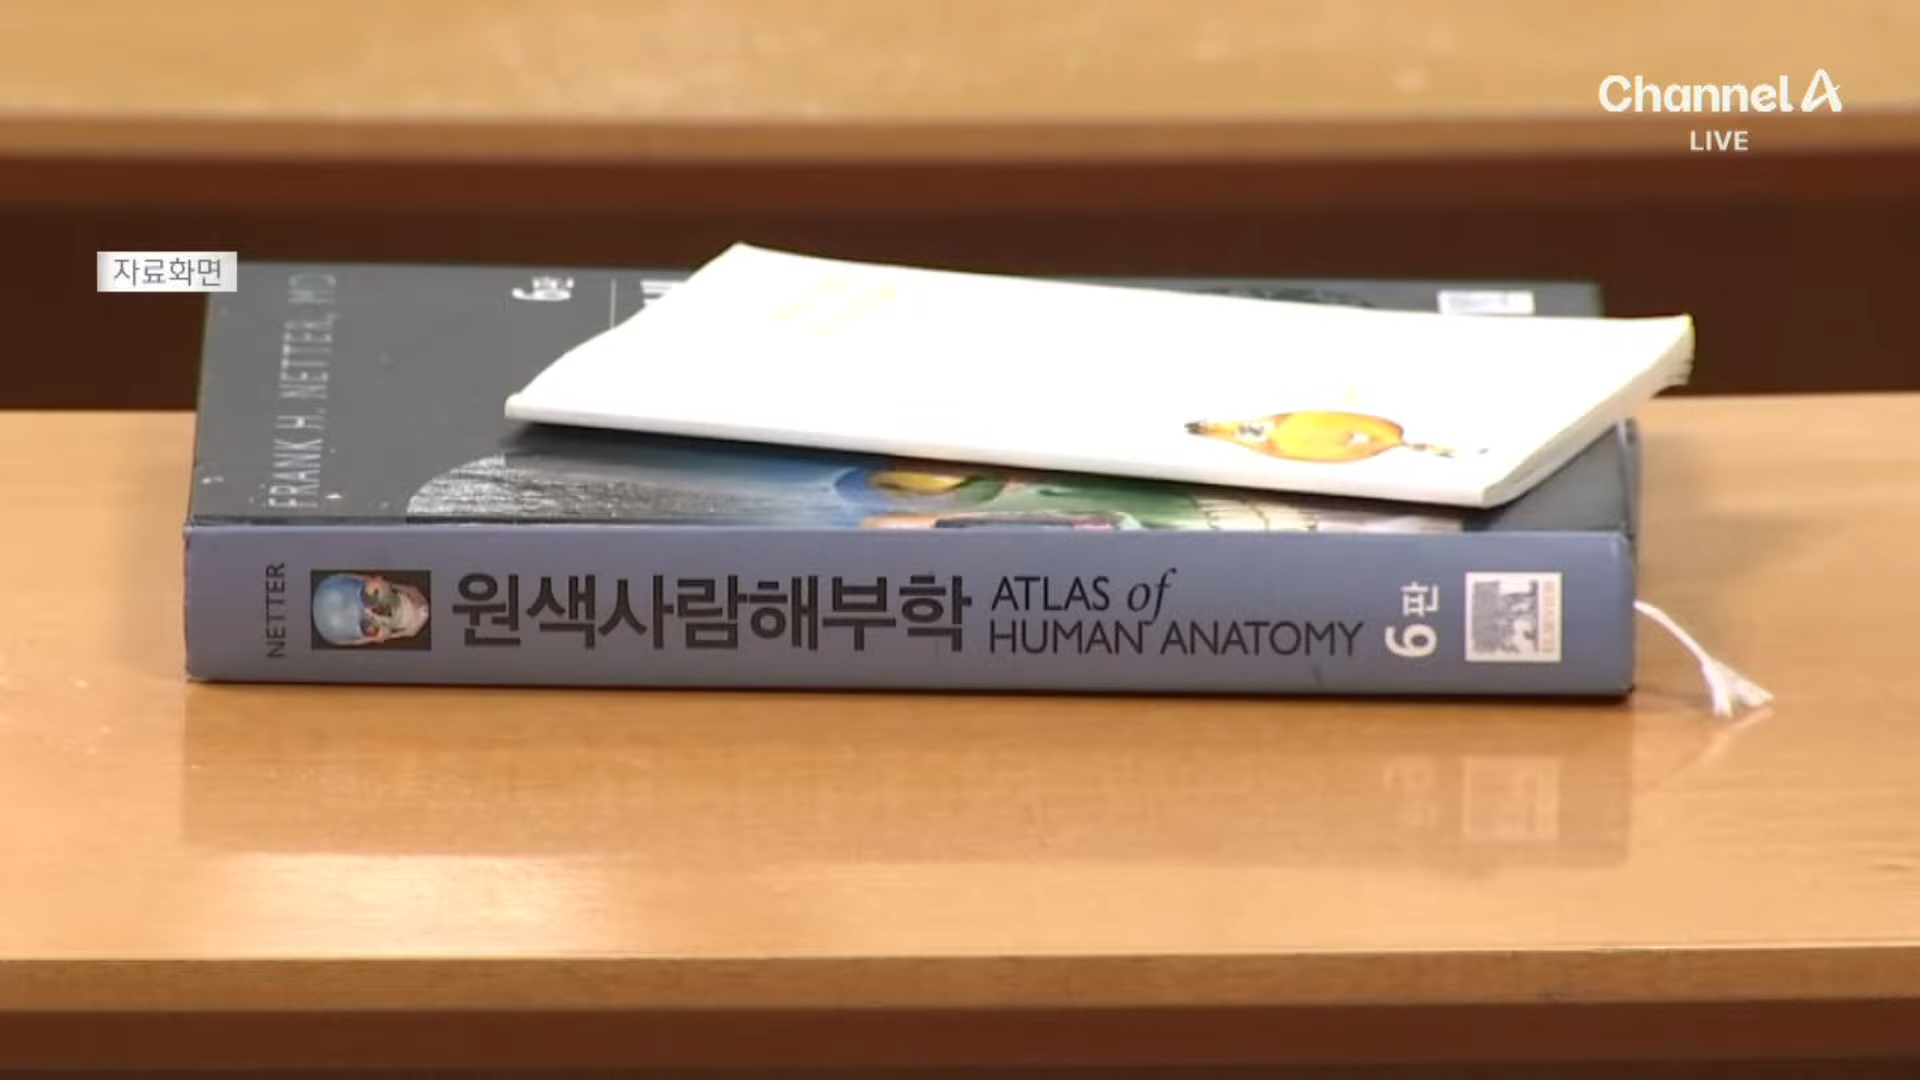 Channel A
LIVE
자료화면
FRANK H. NETTER, MD
NETTER
원색사람해부학
ATLAS of
HUMAN ANATOMY
6판
ELSEVIER